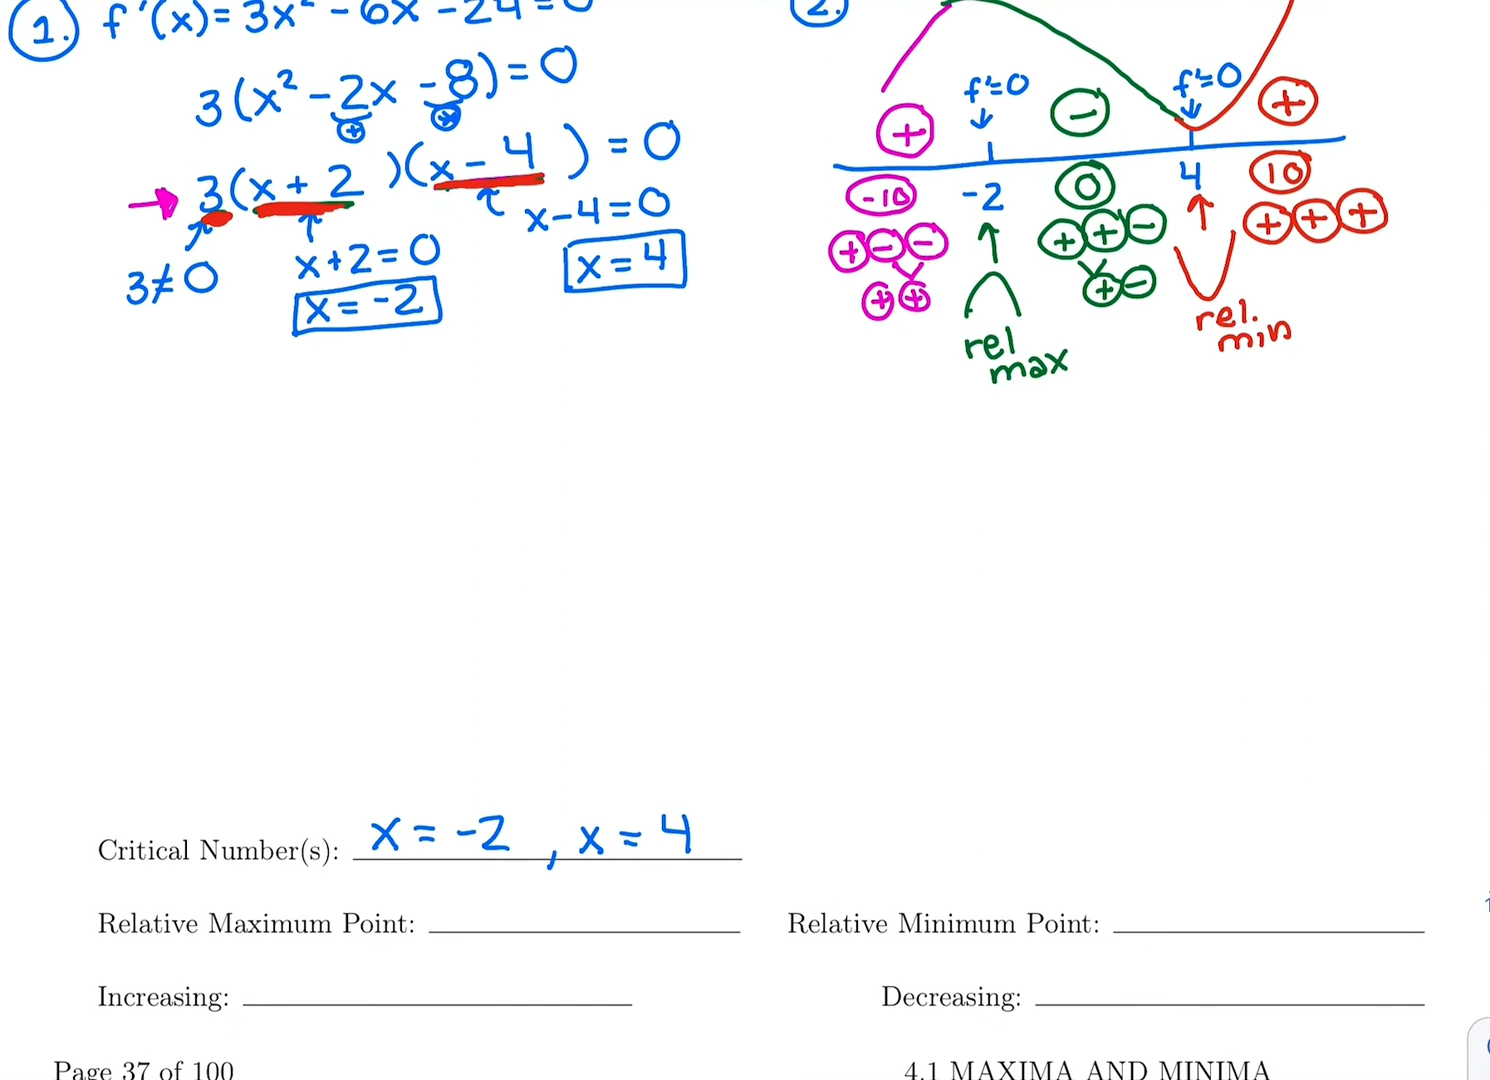 1.) f'(x) = 3x² - 6x - 24 = 0
3(x² - 2x - 8) = 0
3(x + 2)(x - 4) = 0
3 ≠ 0
x + 2 = 0
x = -2
x - 4 = 0
x = 4
2.)
f' = 0
f' = 0
+
-
+
-10
-2
0
4
10
+ - -
+ + -
+ + +
+ +
+ -
rel
max
rel.
min
Critical Number(s): x = -2 , x = 4
Relative Maximum Point:
Relative Minimum Point:
Increasing:
Decreasing:
Page 37 of 100
4.1 MAXIMA AND MINIMA